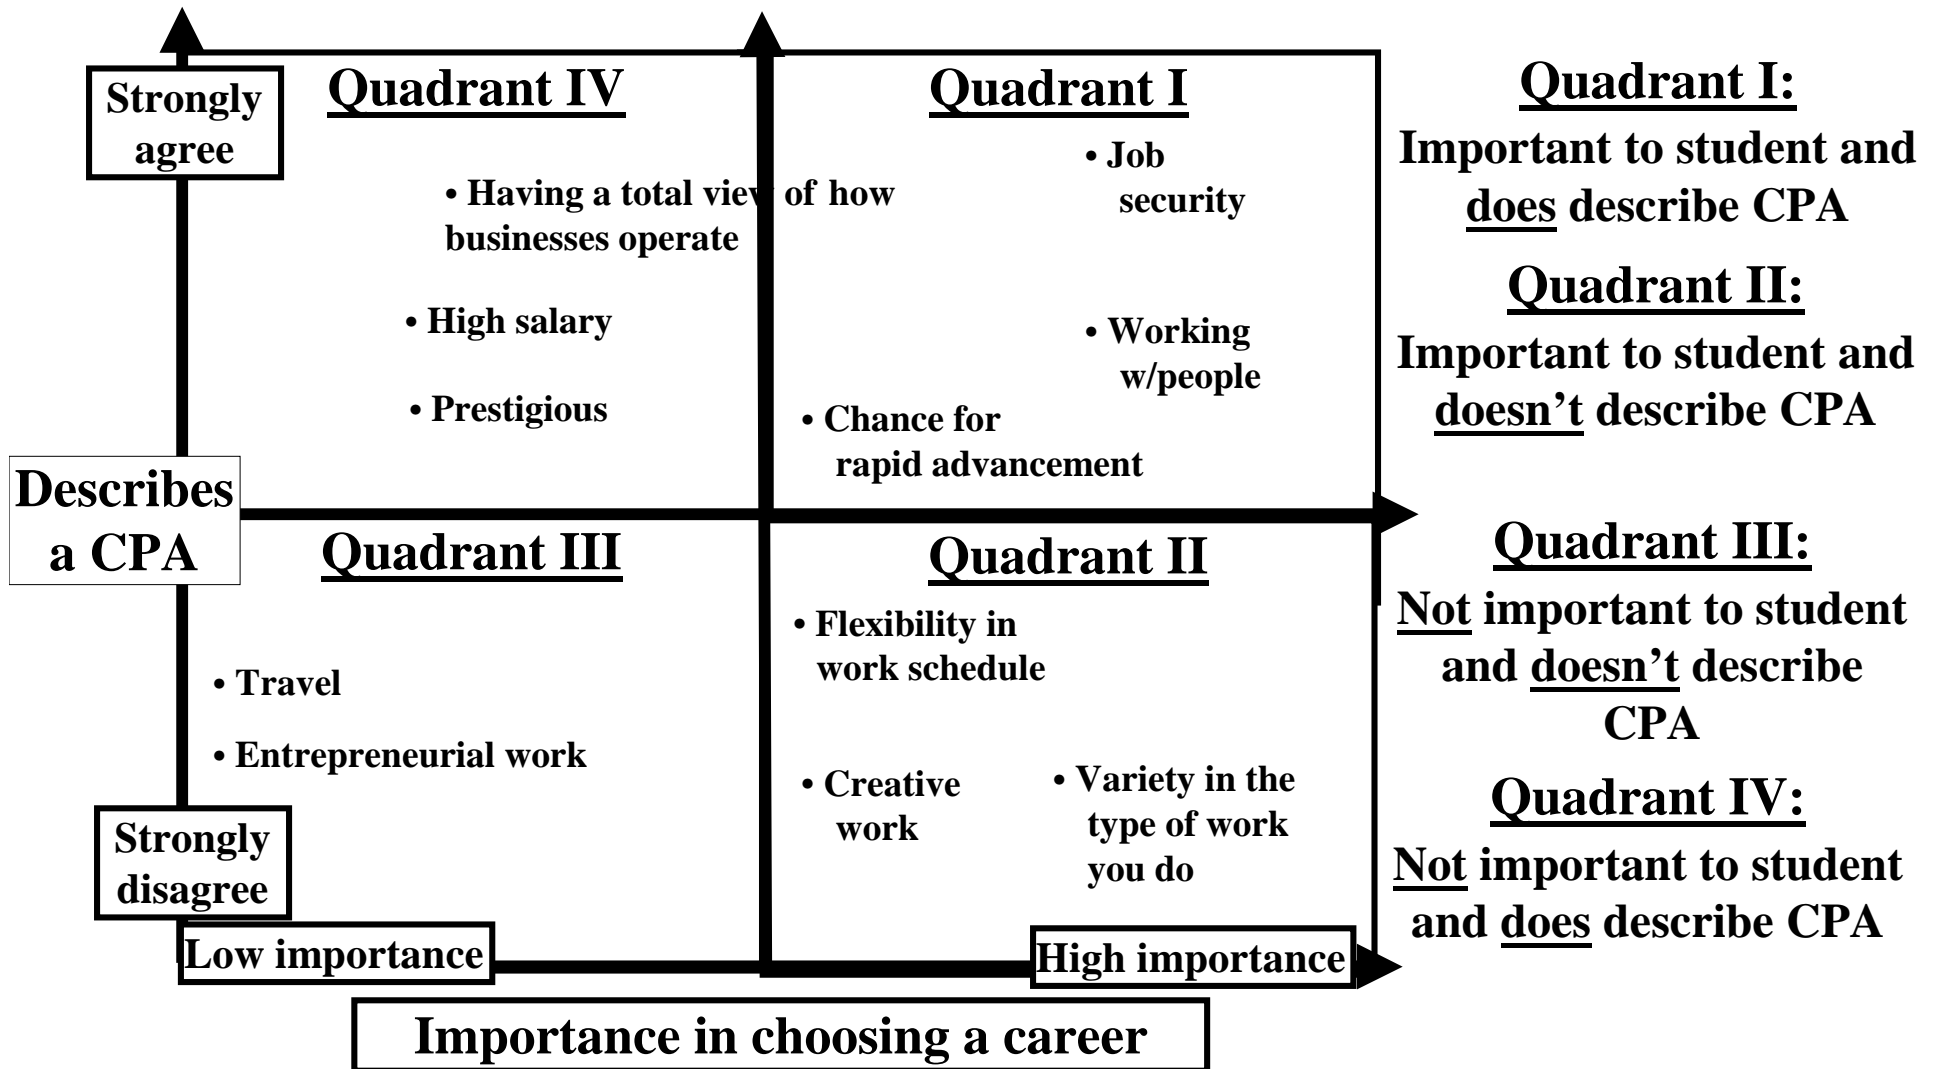 Strongly
agree
Quadrant IV
• Having a total view of how
businesses operate
• High salary
• Prestigious
Quadrant I
• Job
security
• Working
w/people
• Chance for
rapid advancement
Describes
a CPA
Quadrant III
• Travel
• Entrepreneurial work
Quadrant II
• Flexibility in
work schedule
• Creative
work
• Variety in the
type of work
you do
Strongly
disagree
Low importance
High importance
Importance in choosing a career
Quadrant I:
Important to student and
does describe CPA
Quadrant II:
Important to student and
doesn’t describe CPA
Quadrant III:
Not important to student
and doesn’t describe
CPA
Quadrant IV:
Not important to student
and does describe CPA